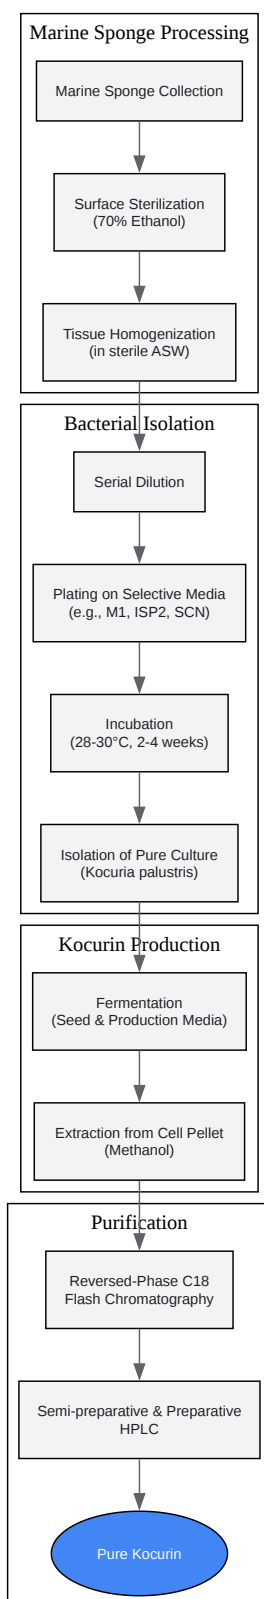 Marine Sponge Processing
Marine Sponge Collection
Surface Sterilization
(70% Ethanol)
Tissue Homogenization
(in sterile ASW)
Bacterial Isolation
Serial Dilution
Plating on Selective Media
(e.g., M1, ISP2, SCN)
Incubation
(28-30°C, 2-4 weeks)
Isolation of Pure Culture
(Kocuria palustris)
Kocurin Production
Fermentation
(Seed & Production Media)
Extraction from Cell Pellet
(Methanol)
Purification
Reversed-Phase C18
Flash Chromatography
Semi-preparative & Preparative
HPLC
Pure Kocurin